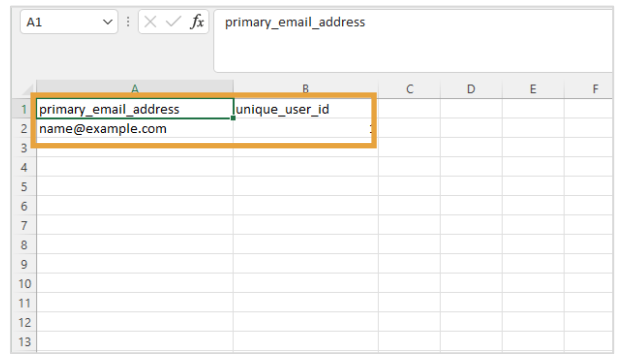 A1 fx primary_email_address
A B C D E F
1 primary_email_address unique_user_id
2 name@example.com 1
3
4
5
6
7
8
9
10
11
12
13